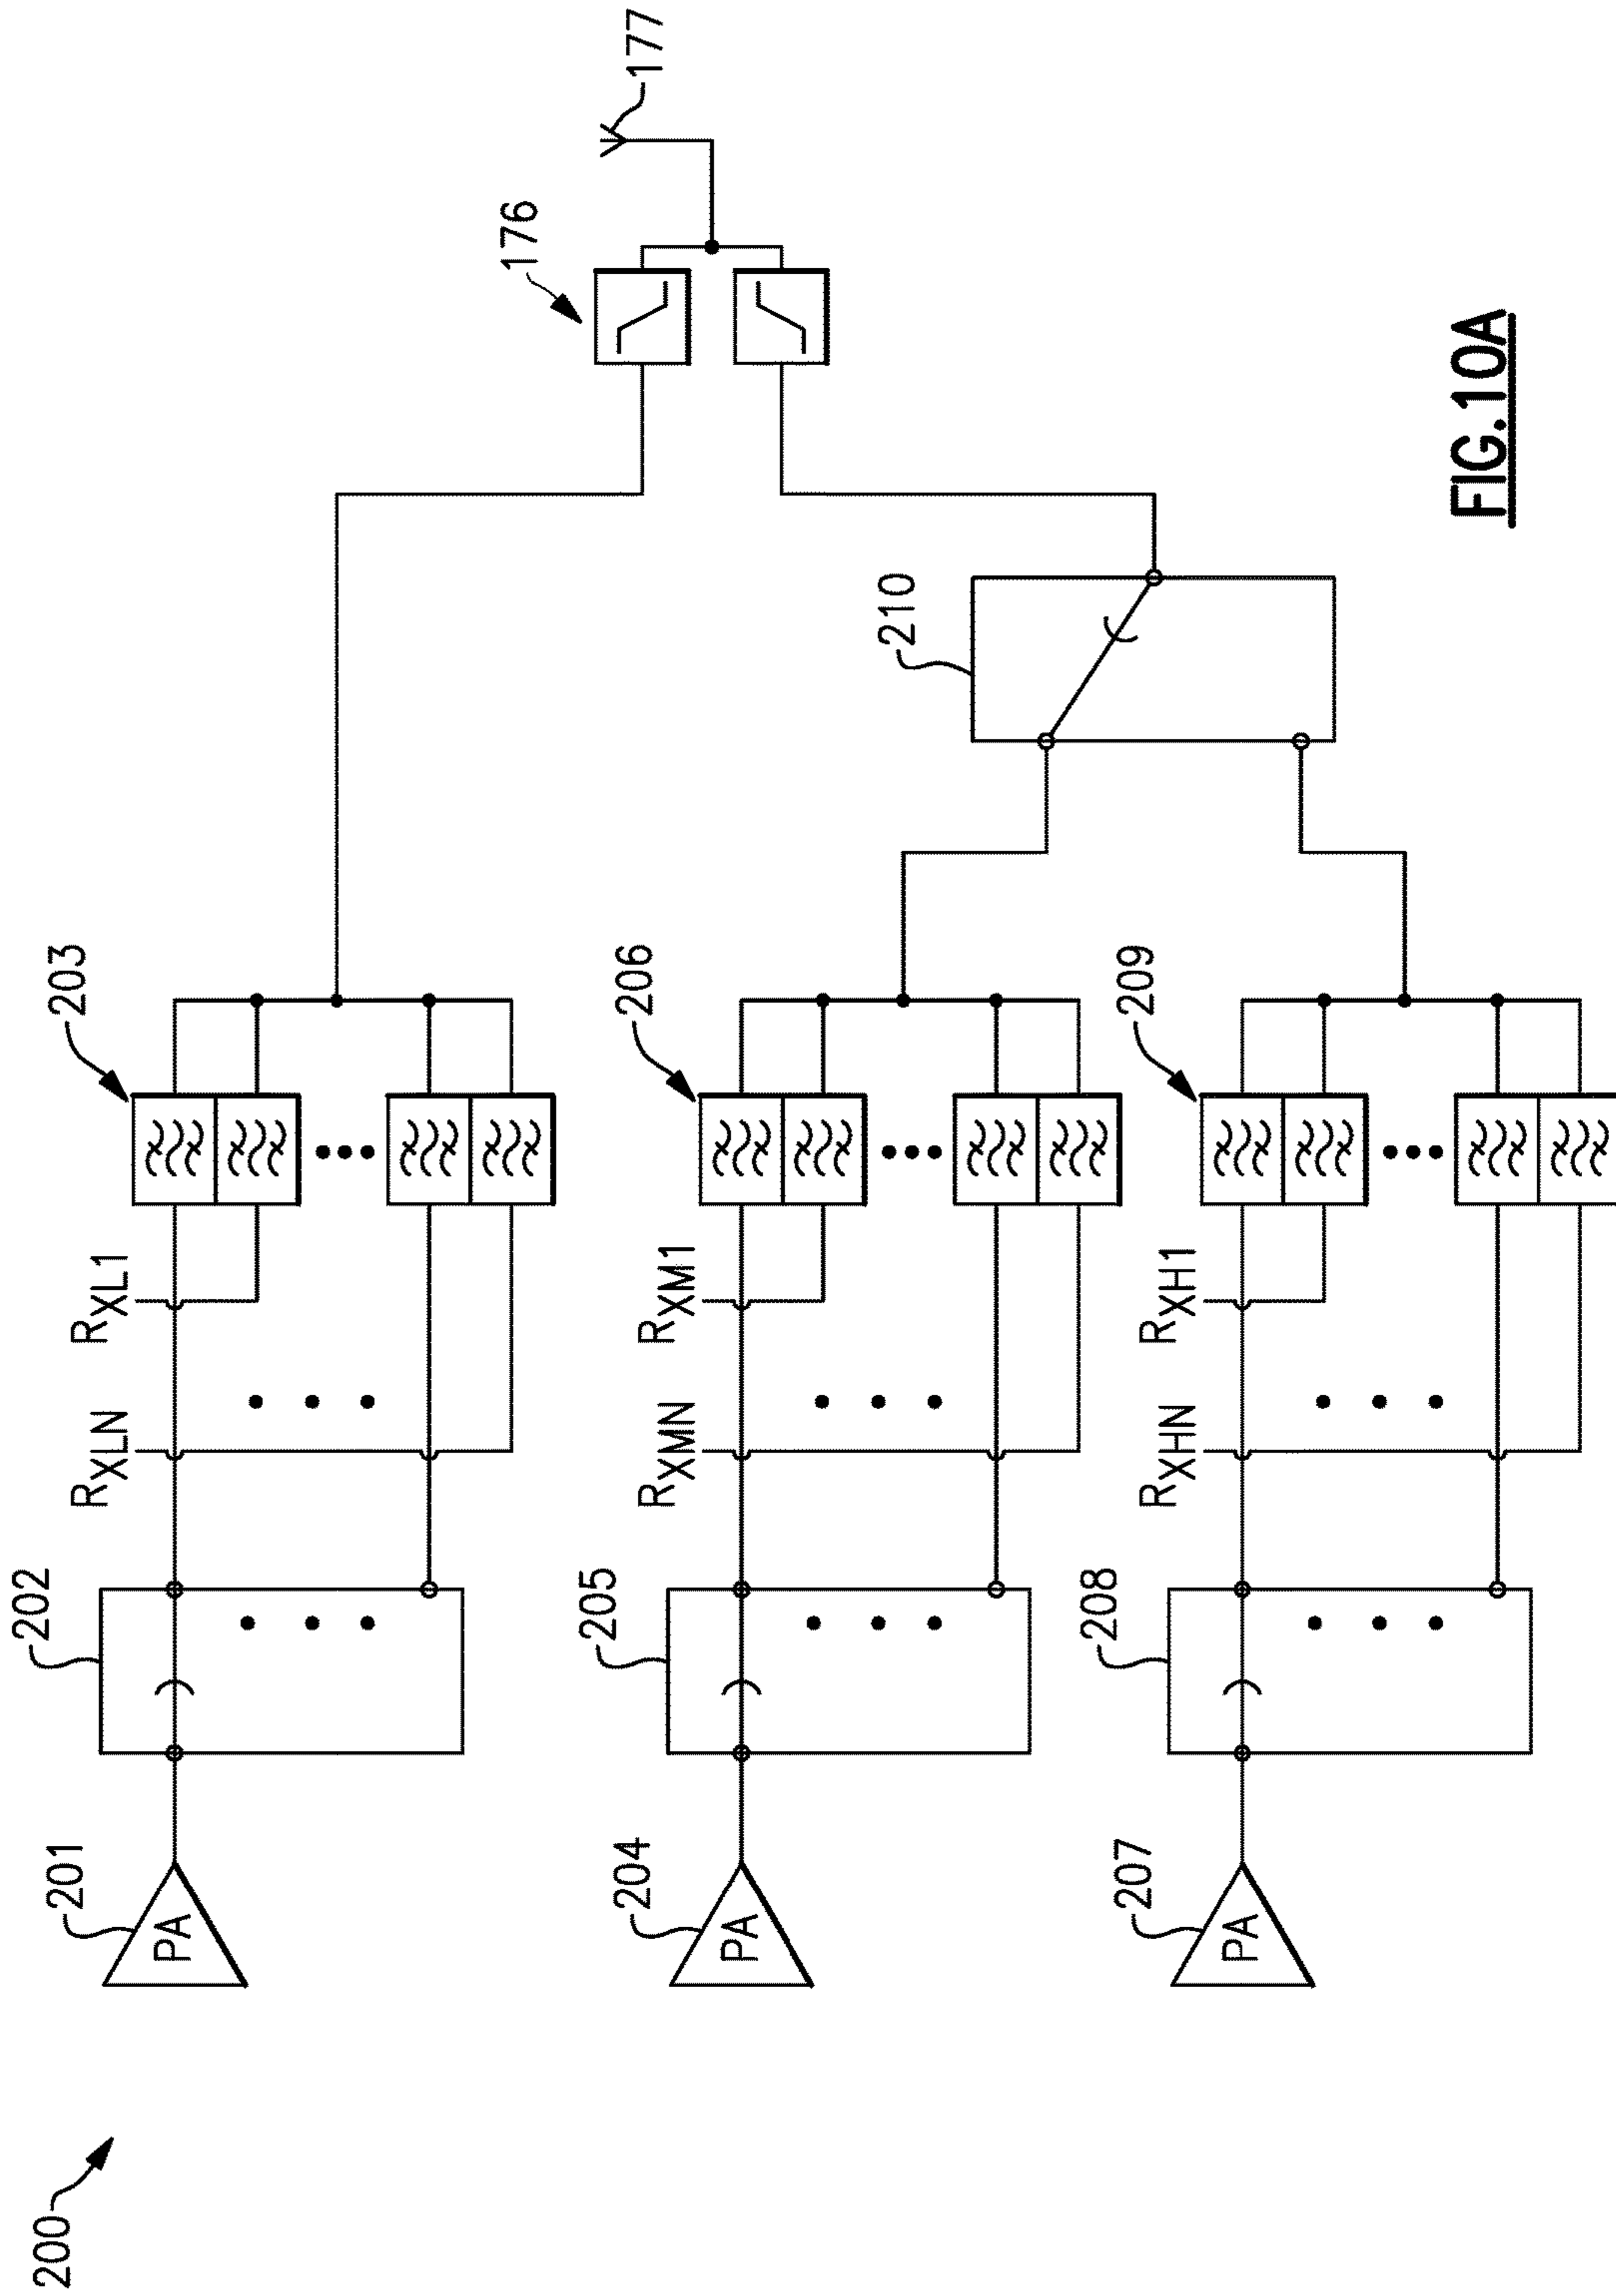 200
201
PA
202
R_XLN
R_XL1
203
204
PA
205
R_XMN
R_XM1
206
207
PA
208
R_XHN
R_XH1
209
210
176
177
FIG.10A